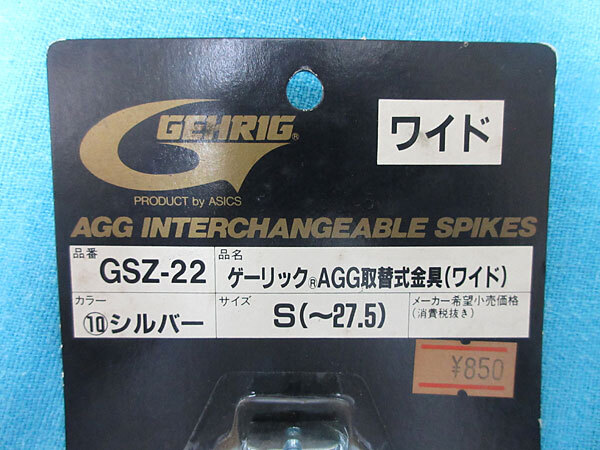 GEHRIG®
ワイド
PRODUCT by ASICS
AGG INTERCHANGEABLE SPIKES
品番 GSZ-22 品名 ゲーリック®AGG取替式金具(ワイド)
カラー ⑩シルバー サイズ S(～27.5) メーカー希望小売価格
(消費税抜き)
¥850